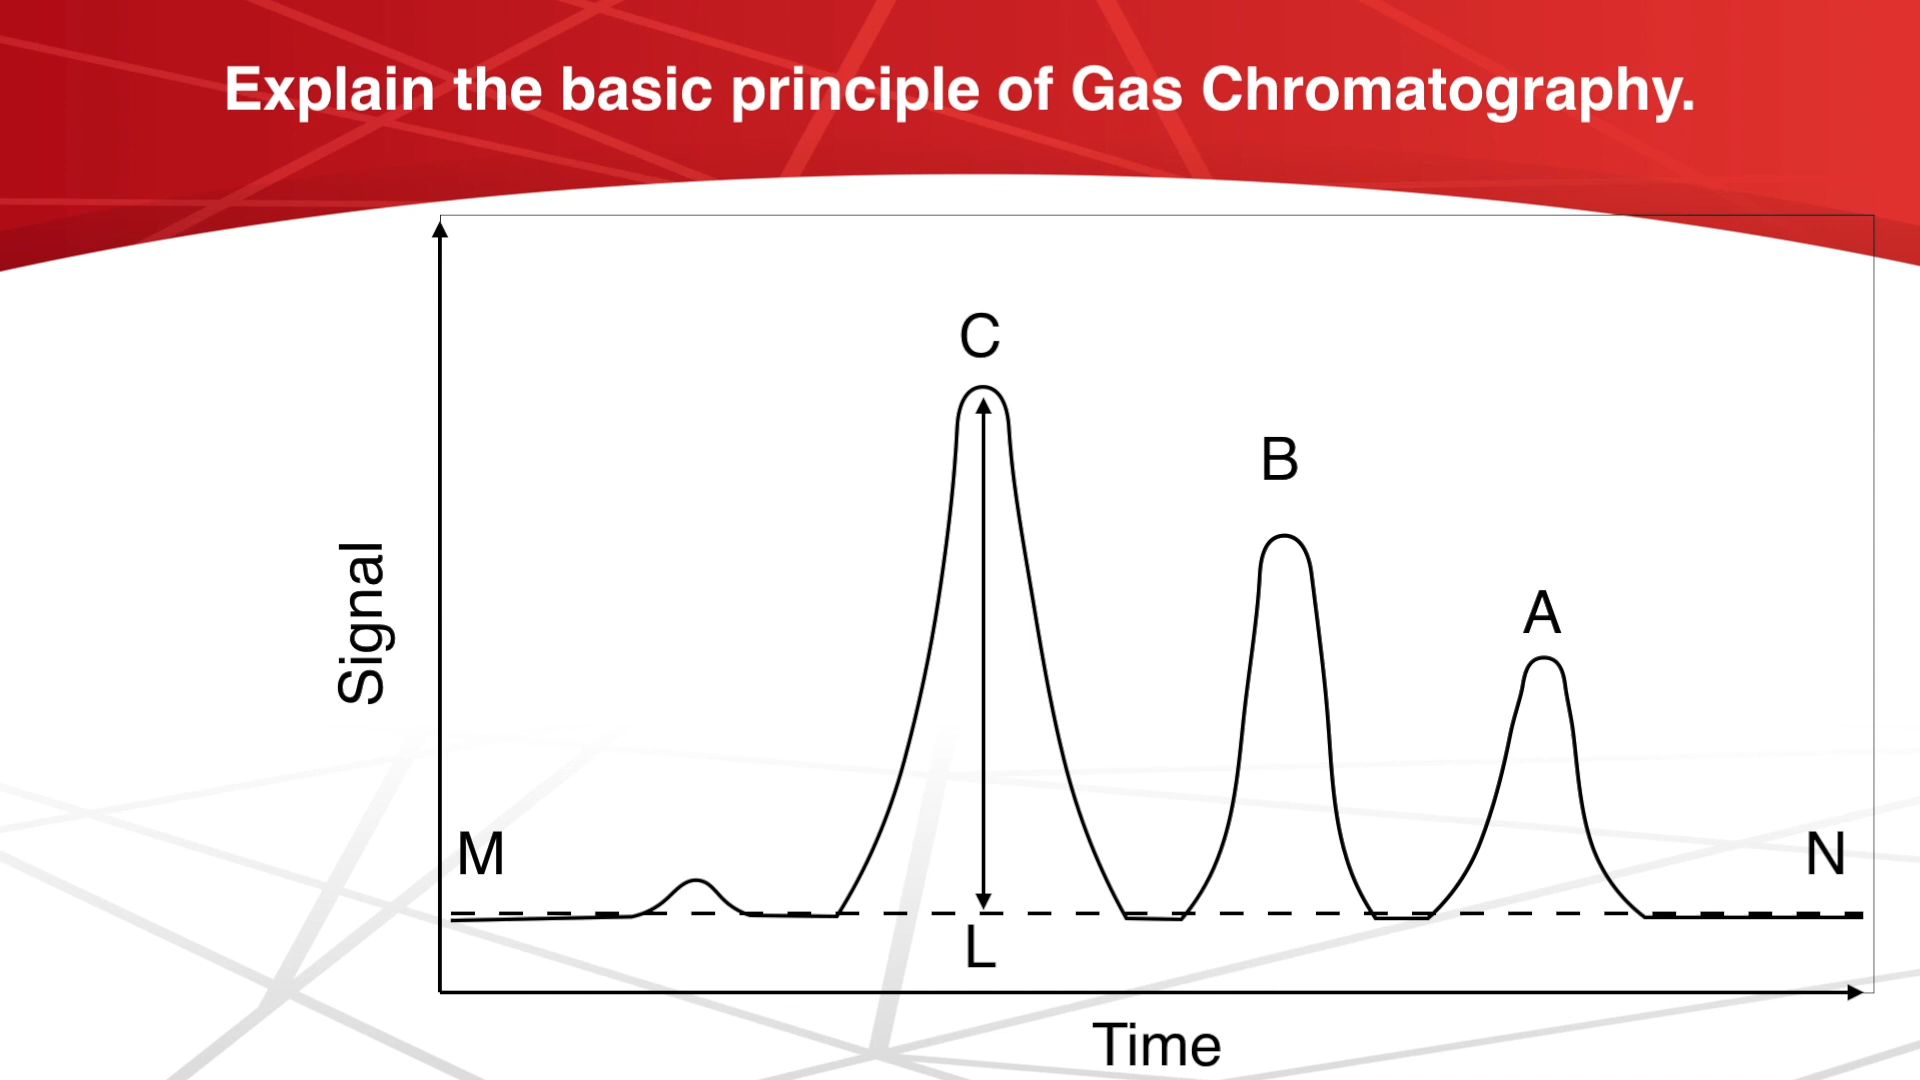 Explain the basic principle of Gas Chromatography.
C
B
A
Signal
M
N
L
Time